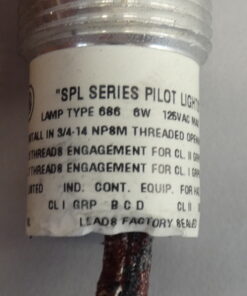 "SPL SERIES PILOT LIGHT
LAMP TYPE 686 6W 125VAC MAX
IN 3/4-14 NPSM THREADED
THREADS ENGAGEMENT FOR CL. II
THREADS ENGAGEMENT FOR CL. I GRP
IND. CONT. EQUIP. FOR
CL I GRP B C D CL II
LEADS FACTORY SEALED